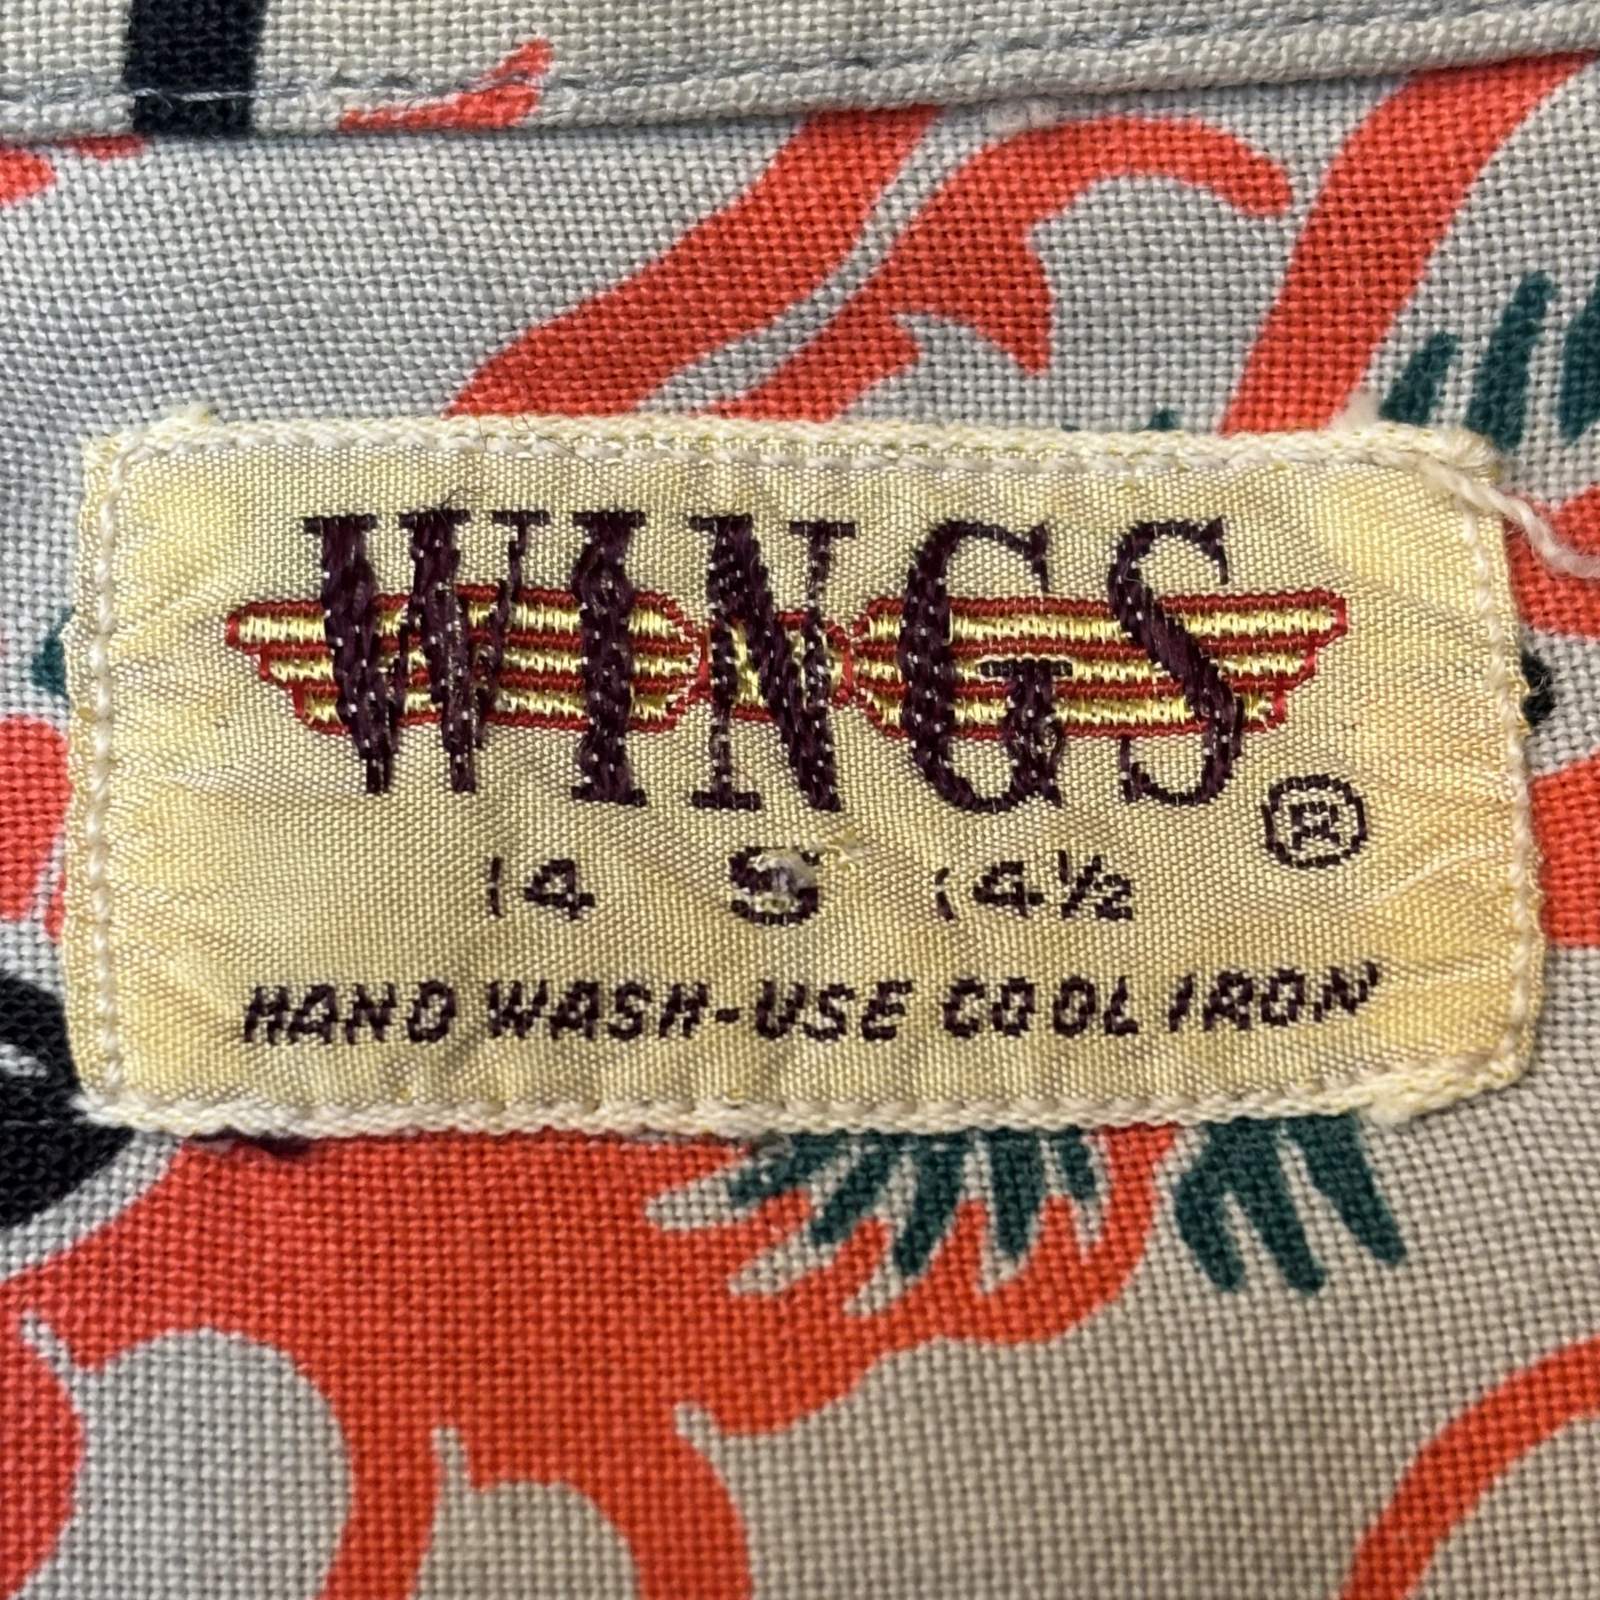 WINGS
®
14 S 14½
HAND WASH-USE COOL IRON